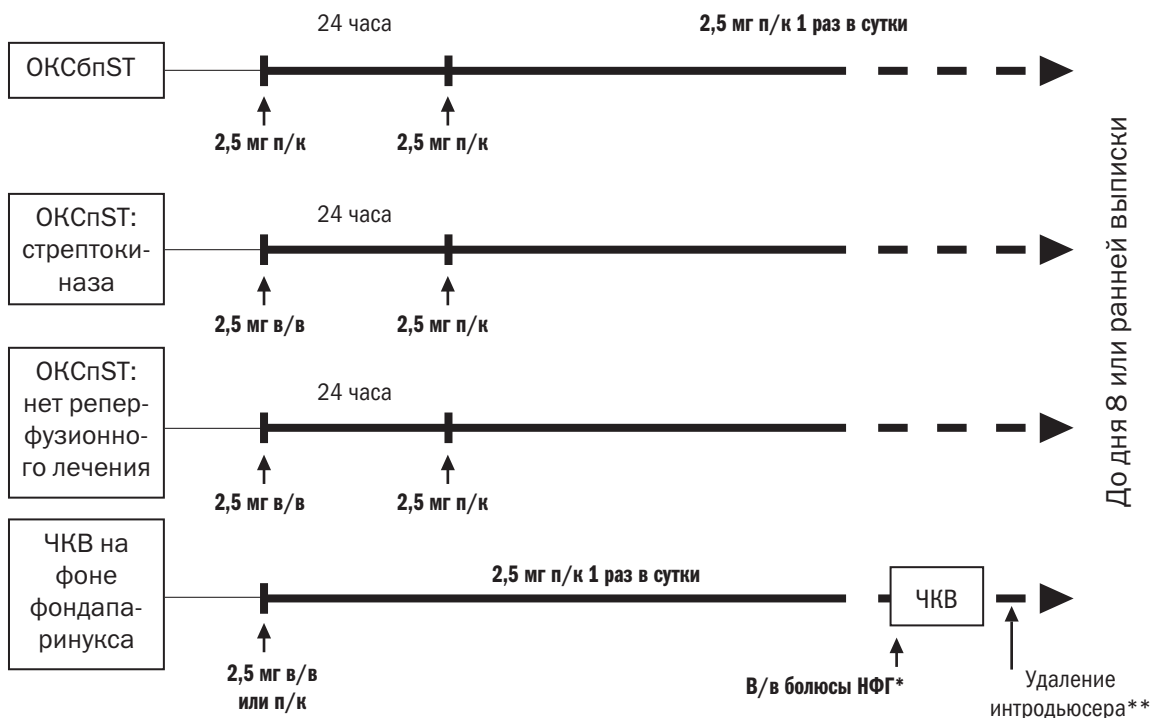 24 часа
2,5 мг п/к 1 раз в сутки
ОКСбпST
2,5 мг п/к
2,5 мг п/к
ОКСпST:
стрептоки-
наза
24 часа
2,5 мг в/в
2,5 мг п/к
ОКСпST:
нет репер-
фузионно-
го лечения
24 часа
2,5 мг в/в
2,5 мг п/к
До дня 8 или ранней выписки
ЧКВ на
фоне
фондапа-
ринукса
2,5 мг п/к 1 раз в сутки
ЧКВ
2,5 мг в/в
или п/к
В/в болюсы НФГ*
Удаление
интродьюсера**